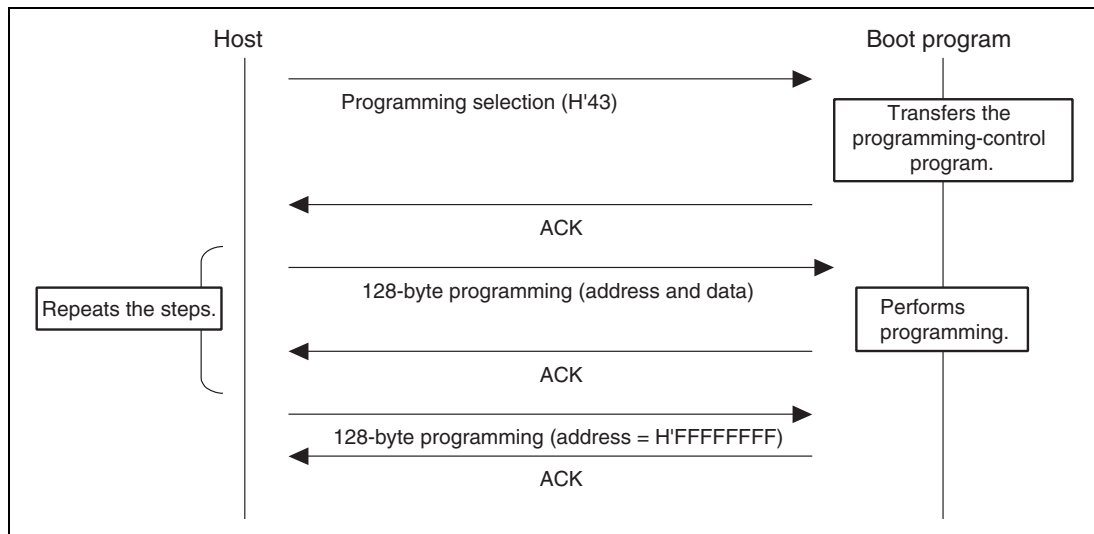 Host
Boot program
Programming selection (H'43)
Transfers the
programming-control
program.
ACK
128-byte programming (address and data)
Repeats the steps.
Performs
programming.
ACK
128-byte programming (address = H'FFFFFFFF)
ACK